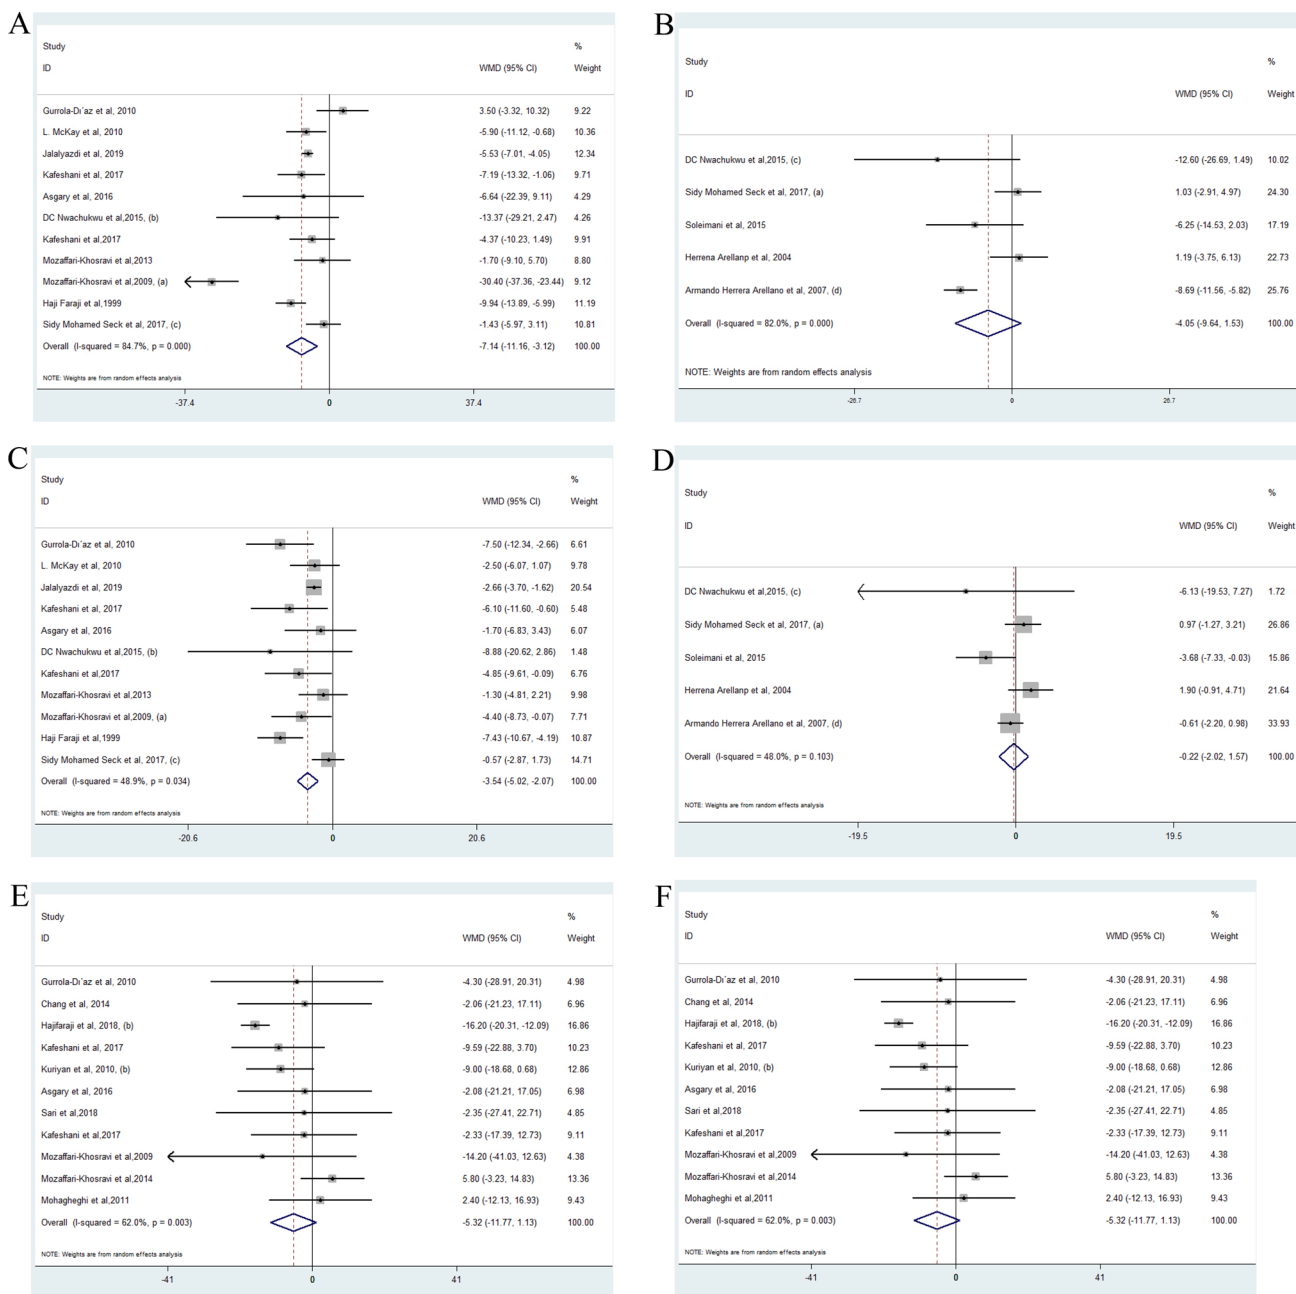 A
Study %
ID WMD (95% CI) Weight
Gurrola-Dı´az et al, 2010 3.50 (-3.32, 10.32) 9.22
L. McKay et al, 2010 -5.90 (-11.12, -0.68) 10.36
Jalalyazdi et al, 2019 -5.53 (-7.01, -4.05) 12.34
Kafeshani et al, 2017 -7.19 (-13.32, -1.06) 9.71
Asgary et al, 2016 -6.64 (-22.39, 9.11) 4.29
DC Nwachukwu et al,2015, (b) -13.37 (-29.21, 2.47) 4.26
Kafeshani et al,2017 -4.37 (-10.23, 1.49) 9.91
Mozaffari-Khosravi et al,2013 -1.70 (-9.10, 5.70) 8.80
Mozaffari-Khosravi et al,2009, (a) -30.40 (-37.36, -23.44) 9.12
Haji Faraji et al,1999 -9.94 (-13.89, -5.99) 11.19
Sidy Mohamed Seck et al, 2017, (c) -1.43 (-5.97, 3.11) 10.81
Overall (I-squared = 84.7%, p = 0.000) -7.14 (-11.16, -3.12) 100.00
NOTE: Weights are from random effects analysis
-37.4 0 37.4
B
Study %
ID WMD (95% CI) Weight
DC Nwachukwu et al,2015, (c) -12.60 (-26.69, 1.49) 10.02
Sidy Mohamed Seck et al, 2017, (a) 1.03 (-2.91, 4.97) 24.30
Soleimani et al, 2015 -6.25 (-14.53, 2.03) 17.19
Herrena Arellanp et al, 2004 1.19 (-3.75, 6.13) 22.73
Armando Herrera Arellano et al, 2007, (d) -8.69 (-11.56, -5.82) 25.76
Overall (I-squared = 82.0%, p = 0.000) -4.05 (-9.64, 1.53) 100.00
NOTE: Weights are from random effects analysis
-26.7 0 26.7
C
Study %
ID WMD (95% CI) Weight
Gurrola-Dı´az et al, 2010 -7.50 (-12.34, -2.66) 6.61
L. McKay et al, 2010 -2.50 (-6.07, 1.07) 9.78
Jalalyazdi et al, 2019 -2.66 (-3.70, -1.62) 20.54
Kafeshani et al, 2017 -6.10 (-11.60, -0.60) 5.48
Asgary et al, 2016 -1.70 (-6.83, 3.43) 6.07
DC Nwachukwu et al,2015, (b) -8.88 (-20.62, 2.86) 1.48
Kafeshani et al,2017 -4.85 (-9.61, -0.09) 6.76
Mozaffari-Khosravi et al,2013 -1.30 (-4.81, 2.21) 9.98
Mozaffari-Khosravi et al,2009, (a) -4.40 (-8.73, -0.07) 7.71
Haji Faraji et al,1999 -7.43 (-10.67, -4.19) 10.87
Sidy Mohamed Seck et al, 2017, (c) -0.57 (-2.87, 1.73) 14.71
Overall (I-squared = 48.9%, p = 0.034) -3.54 (-5.02, -2.07) 100.00
NOTE: Weights are from random effects analysis
-20.6 0 20.6
D
Study %
ID WMD (95% CI) Weight
DC Nwachukwu et al,2015, (c) -6.13 (-19.53, 7.27) 1.72
Sidy Mohamed Seck et al, 2017, (a) 0.97 (-1.27, 3.21) 26.86
Soleimani et al, 2015 -3.68 (-7.33, -0.03) 15.86
Herrena Arellanp et al, 2004 1.90 (-0.91, 4.71) 21.64
Armando Herrera Arellano et al, 2007, (d) -0.61 (-2.20, 0.98) 33.93
Overall (I-squared = 48.0%, p = 0.103) -0.22 (-2.02, 1.57) 100.00
NOTE: Weights are from random effects analysis
-19.5 0 19.5
E
Study %
ID WMD (95% CI) Weight
Gurrola-Dı´az et al, 2010 -4.30 (-28.91, 20.31) 4.98
Chang et al, 2014 -2.06 (-21.23, 17.11) 6.96
Hajifaraji et al, 2018, (b) -16.20 (-20.31, -12.09) 16.86
Kafeshani et al, 2017 -9.59 (-22.88, 3.70) 10.23
Kuriyan et al, 2010, (b) -9.00 (-18.68, 0.68) 12.86
Asgary et al, 2016 -2.08 (-21.21, 17.05) 6.98
Sari et al,2018 -2.35 (-27.41, 22.71) 4.85
Kafeshani et al,2017 -2.33 (-17.39, 12.73) 9.11
Mozaffari-Khosravi et al,2009 -14.20 (-41.03, 12.63) 4.38
Mozaffari-Khosravi et al,2014 5.80 (-3.23, 14.83) 13.36
Mohagheghi et al,2011 2.40 (-12.13, 16.93) 9.43
Overall (I-squared = 62.0%, p = 0.003) -5.32 (-11.77, 1.13) 100.00
NOTE: Weights are from random effects analysis
-41 0 41
F
Study %
ID WMD (95% CI) Weight
Gurrola-Dı´az et al, 2010 -4.30 (-28.91, 20.31) 4.98
Chang et al, 2014 -2.06 (-21.23, 17.11) 6.96
Hajifaraji et al, 2018, (b) -16.20 (-20.31, -12.09) 16.86
Kafeshani et al, 2017 -9.59 (-22.88, 3.70) 10.23
Kuriyan et al, 2010, (b) -9.00 (-18.68, 0.68) 12.86
Asgary et al, 2016 -2.08 (-21.21, 17.05) 6.98
Sari et al,2018 -2.35 (-27.41, 22.71) 4.85
Kafeshani et al,2017 -2.33 (-17.39, 12.73) 9.11
Mozaffari-Khosravi et al,2009 -14.20 (-41.03, 12.63) 4.38
Mozaffari-Khosravi et al,2014 5.80 (-3.23, 14.83) 13.36
Mohagheghi et al,2011 2.40 (-12.13, 16.93) 9.43
Overall (I-squared = 62.0%, p = 0.003) -5.32 (-11.77, 1.13) 100.00
NOTE: Weights are from random effects analysis
-41 0 41